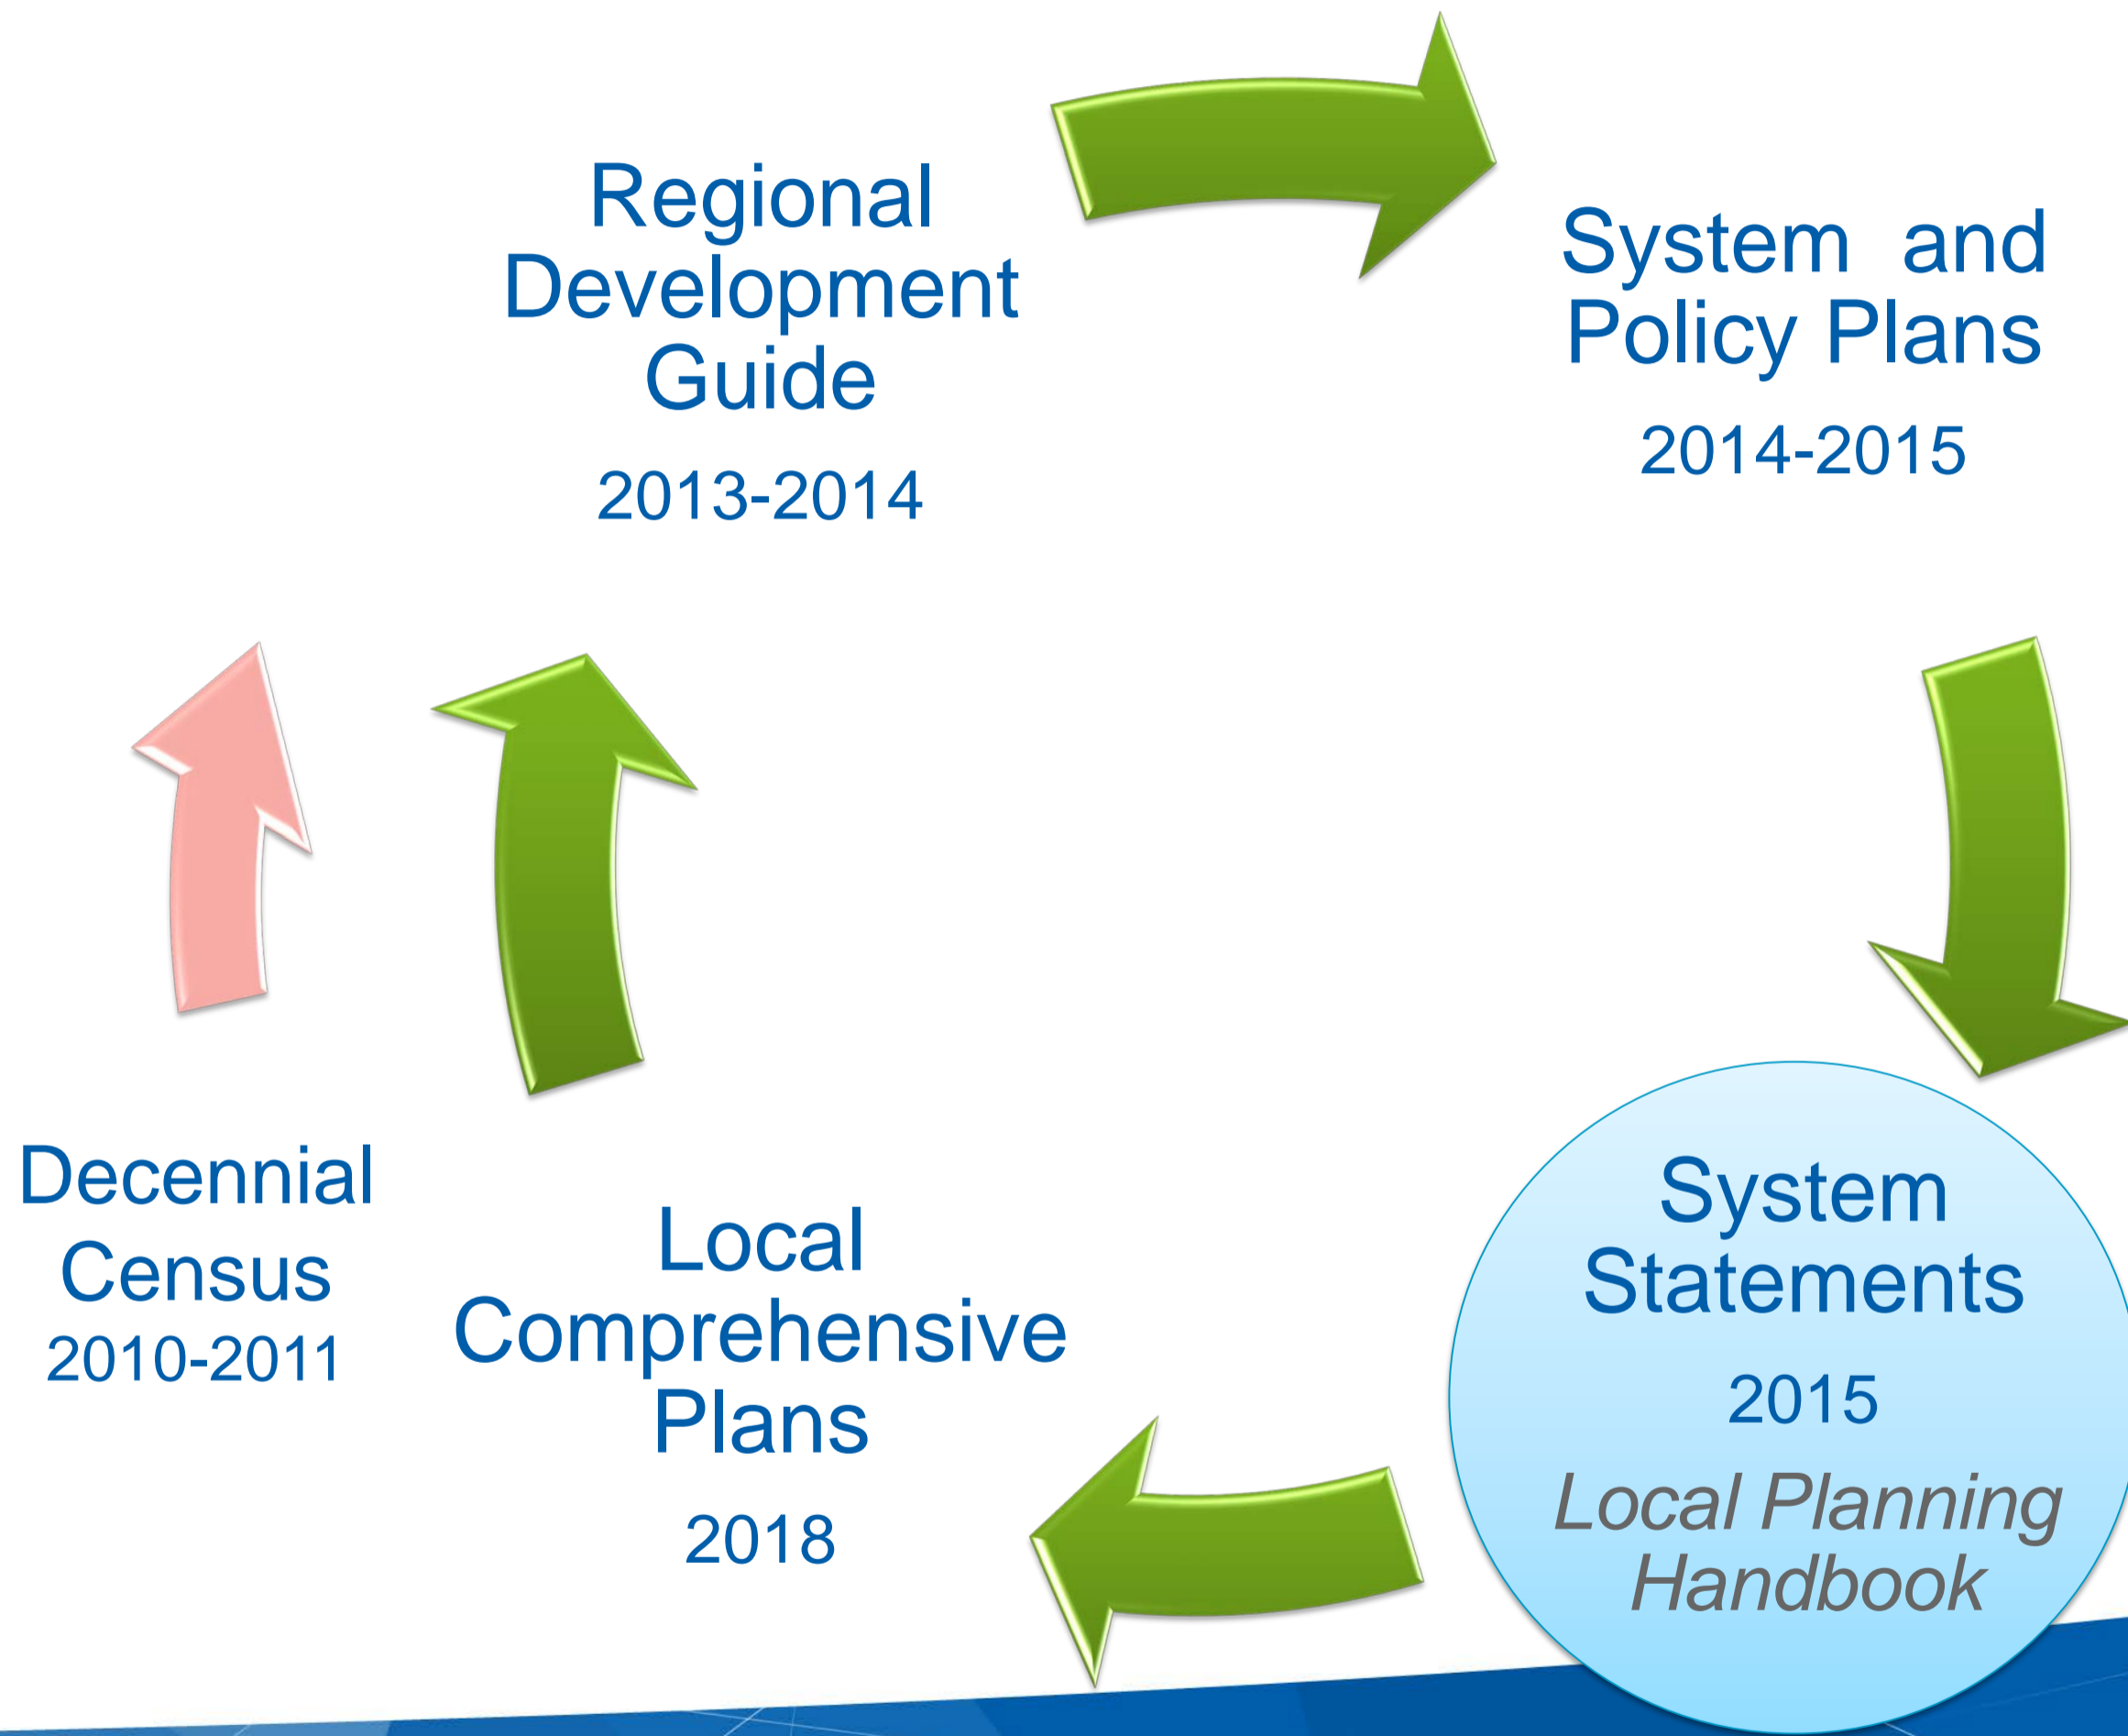 Regional
Development
Guide
2013-2014
System and
Policy Plans
2014-2015
Decennial
Census
2010-2011
Local
Comprehensive
Plans
2018
System
Statements
2015
Local Planning
Handbook